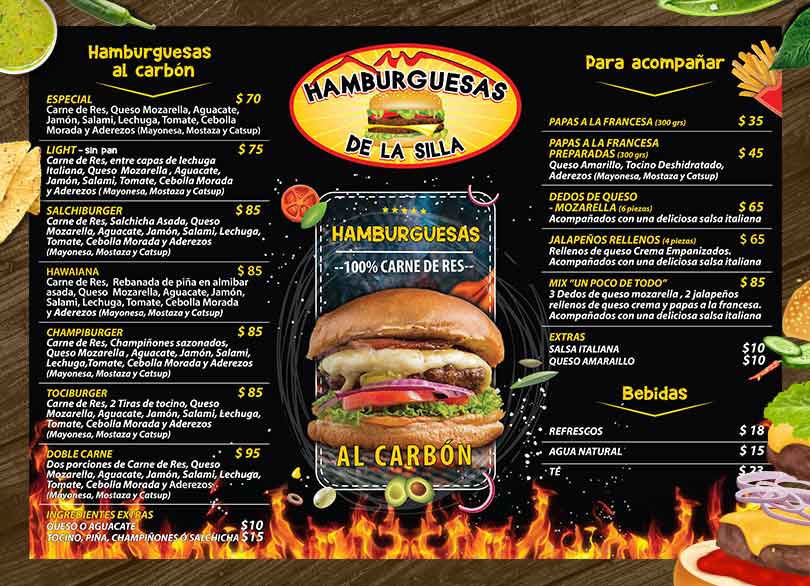 Hamburguesas
al carbón
ESPECIAL $ 70
Carne de Res, Queso Mozarella, Aguacate,
Jamón, Salami, Lechuga, Tomate, Cebolla
Morada y Aderezos (Mayonesa, Mostaza y Catsup)
LIGHT - sin pan $ 75
Carne de Res, entre capas de lechuga
Italiana, Queso Mozarella , Aguacate,
Jamón, Salami, Tomate, Cebolla Morada
y Aderezos ( Mayonesa, Mostaza y Catsup)
SALCHIBURGER $ 85
Carne de Res, Salchicha Asada, Queso
Mozarella, Aguacate, Jamón, Salami, Lechuga,
Tomate, Cebolla Morada y Aderezos
(Mayonesa, Mostaza y Catsup)
HAWAIANA $ 85
Carne de Res, Rebanada de piña en almibar
asada, Queso Mozarella, Aguacate, Jamón,
Salami, Lechuga, Tomate, Cebolla Morada
y Aderezos (Mayonesa, Mostaza y Catsup)
CHAMPIBURGER $ 85
Carne de Res, Champiñones sazonados,
Queso Mozarella , Aguacate, Jamón, Salami,
Lechuga,Tomate, Cebolla Morada y Aderezos
(Mayonesa, Mostaza y Catsup)
TOCIBURGER $ 85
Carne de Res, 2 Tiras de tocino, Queso
Mozarella, Aguacate, Jamón, Salami, Lechuga,
Tomate, Cebolla Morada y Aderezos
(Mayonesa, Mostaza y Catsup)
DOBLE CARNE $ 95
Dos porciones de Carne de Res, Queso
Mozarella, Aguacate, Jamón, Salami, Lechuga,
Tomate, Cebolla Morada y Aderezos
(Mayonesa, Mostaza y Catsup)
INGREDIENTES EXTRAS
QUESO O AGUACATE $10
TOCINO, PIÑA, CHAMPIÑONES Ó SALCHICHA $15
HAMBURGUESAS
DE LA SILLA
HAMBURGUESAS
--100% CARNE DE RES--
AL CARBÓN
Para acompañar
PAPAS A LA FRANCESA (300 grs) $ 35
PAPAS A LA FRANCESA
PREPARADAS (300 grs) $ 45
Queso Amarillo, Tocino Deshidratado,
Aderezos (Mayonesa, Mostaza y Catsup)
DEDOS DE QUESO
- MOZARELLA (6 piezas) $ 65
Acompañados con una deliciosa salsa italiana
JALAPEÑOS RELLENOS (4 piezas) $ 65
Rellenos de queso Crema Empanizados.
Acompañados con una deliciosa salsa italiana
MIX “UN POCO DE TODO” $ 85
3 Dedos de queso mozarella , 2 jalapeños
rellenos de queso crema y papas a la francesa.
Acompañados con una deliciosa salsa italiana
EXTRAS
SALSA ITALIANA $10
QUESO AMARAILLO $10
Bebidas
REFRESCOS $ 18
AGUA NATURAL $ 15
TÉ $ 23